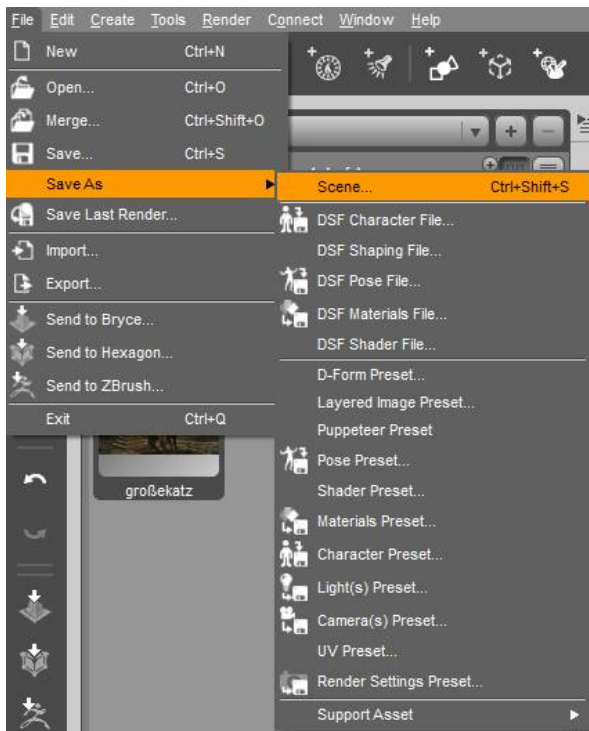 File Edit Create Tools Render Connect Window Help
New Ctrl+N
Open... Ctrl+O
Merge... Ctrl+Shift+O
Save... Ctrl+S
Save As
Save Last Render...
Import...
Export...
Send to Bryce...
Send to Hexagon...
Send to ZBrush...
Exit Ctrl+Q
großekatz
Scene... Ctrl+Shift+S
DSF Character File...
DSF Shaping File...
DSF Pose File...
DSF Materials File...
DSF Shader File...
D-Form Preset...
Layered Image Preset...
Puppeteer Preset
Pose Preset...
Shader Preset...
Materials Preset...
Character Preset...
Light(s) Preset...
Camera(s) Preset...
UV Preset...
Render Settings Preset...
Support Asset